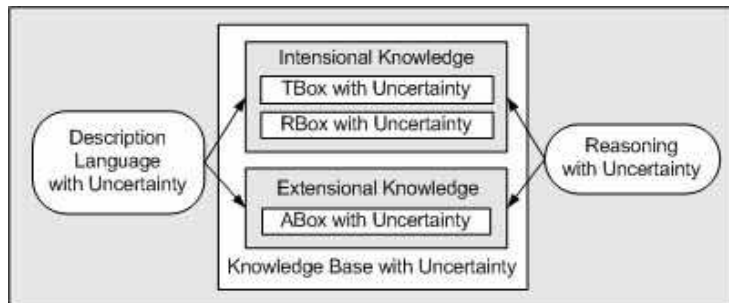 Intensional Knowledge
TBox with Uncertainty
RBox with Uncertainty
Description
Language
with Uncertainty
Reasoning
with Uncertainty
Extensional Knowledge
ABox with Uncertainty
Knowledge Base with Uncertainty